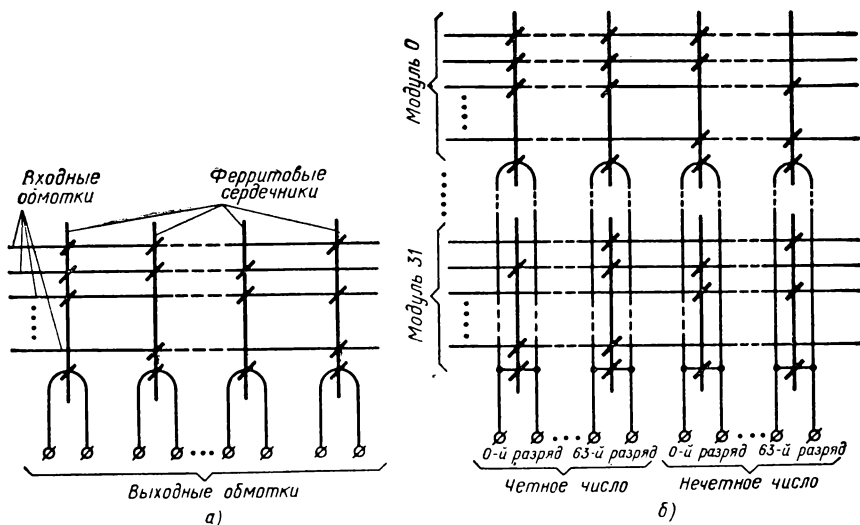 Входные
обмотки
Ферритовые
сердечники
Выходные обмотки
а)
Модуль 0
Модуль 31
0-й разряд
63-й разряд
0-й разряд
63-й разряд
Четное число
Нечетное число
б)